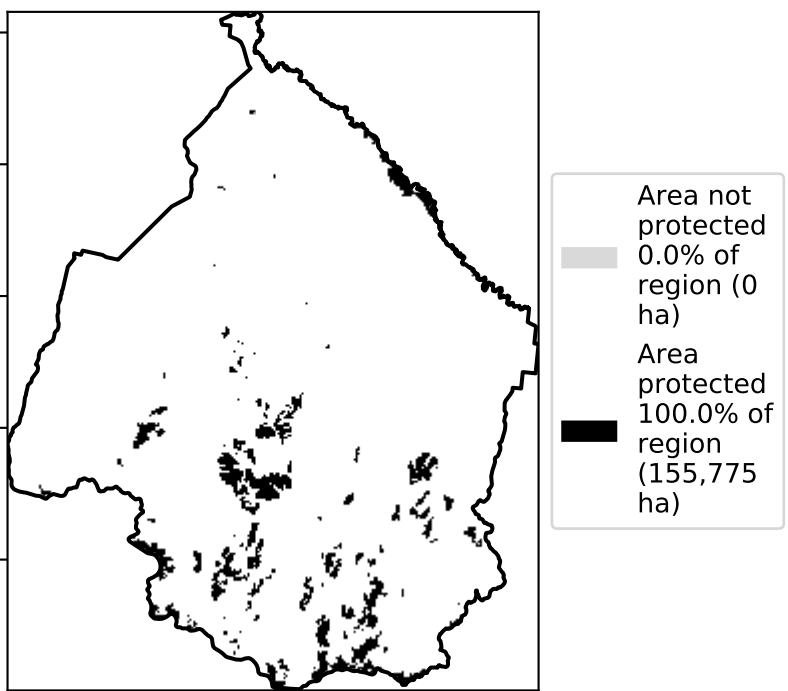 Area not
protected
0.0% of
region (0
ha)
Area
protected
100.0% of
region
(155,775
ha)